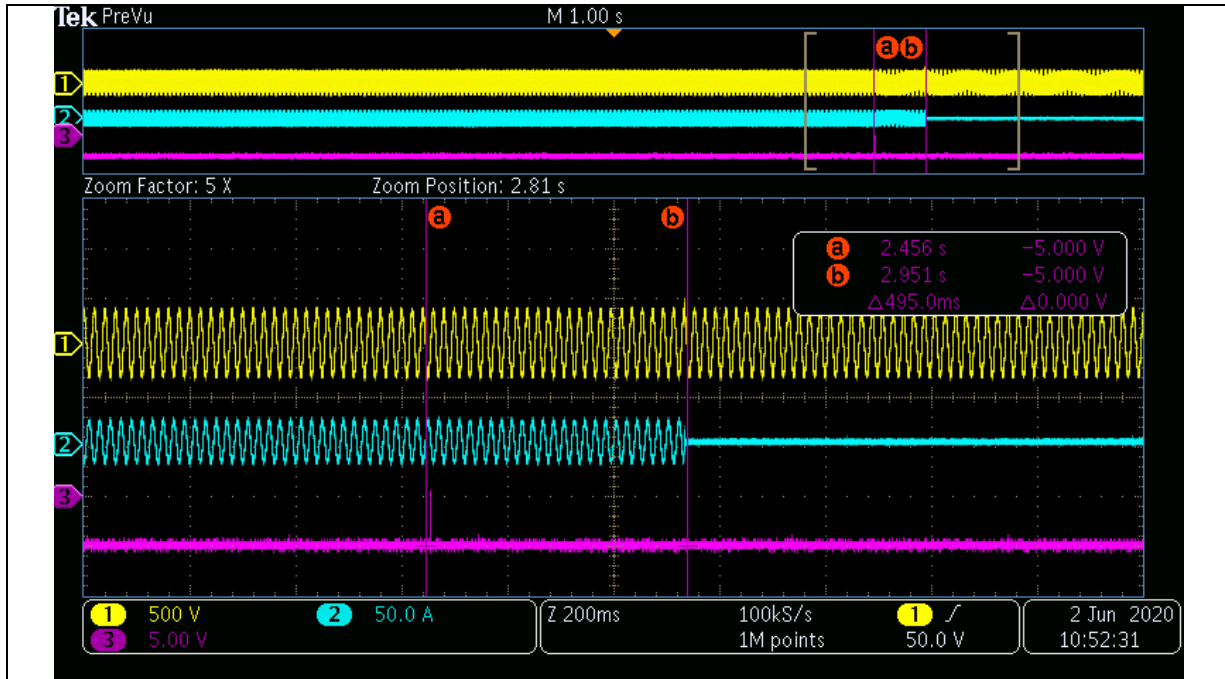 Tek PreVu M 1.00 s
a b
1
2
3
Zoom Factor: 5 X Zoom Position: 2.81 s
a b
a 2.456 s -5.000 V
b 2.951 s -5.000 V
△495.0ms △0.000 V
1
2
3
1 500 V 2 50.0 A Z 200ms 100kS/s 1 ∫ 2 Jun 2020
3 5.00 V 1M points 50.0 V 10:52:31